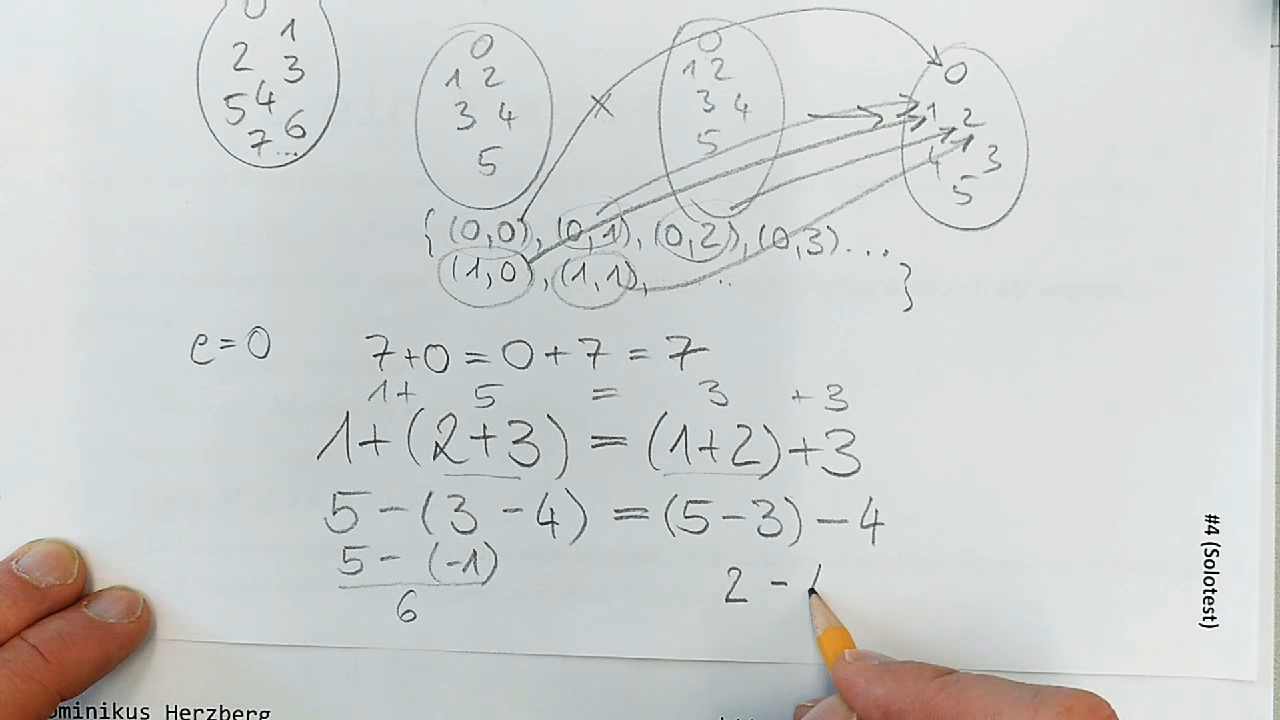 0
1
2 3
5 4 6
7...
0
1 2
3 4
5
0
1 2
3 4
5
0
1 2
4 3
5
{(0,0), (0,1), (0,2), (0,3)...
(1,0), (1,1), ..
}
e=0 7+0=0+7=7
1+ 5 = 3 +3
1+(2+3) = (1+2)+3
5-(3-4) = (5-3)-4
5-(-1)
6
2 -
#4 (Solotest)
ominikus Herzberg